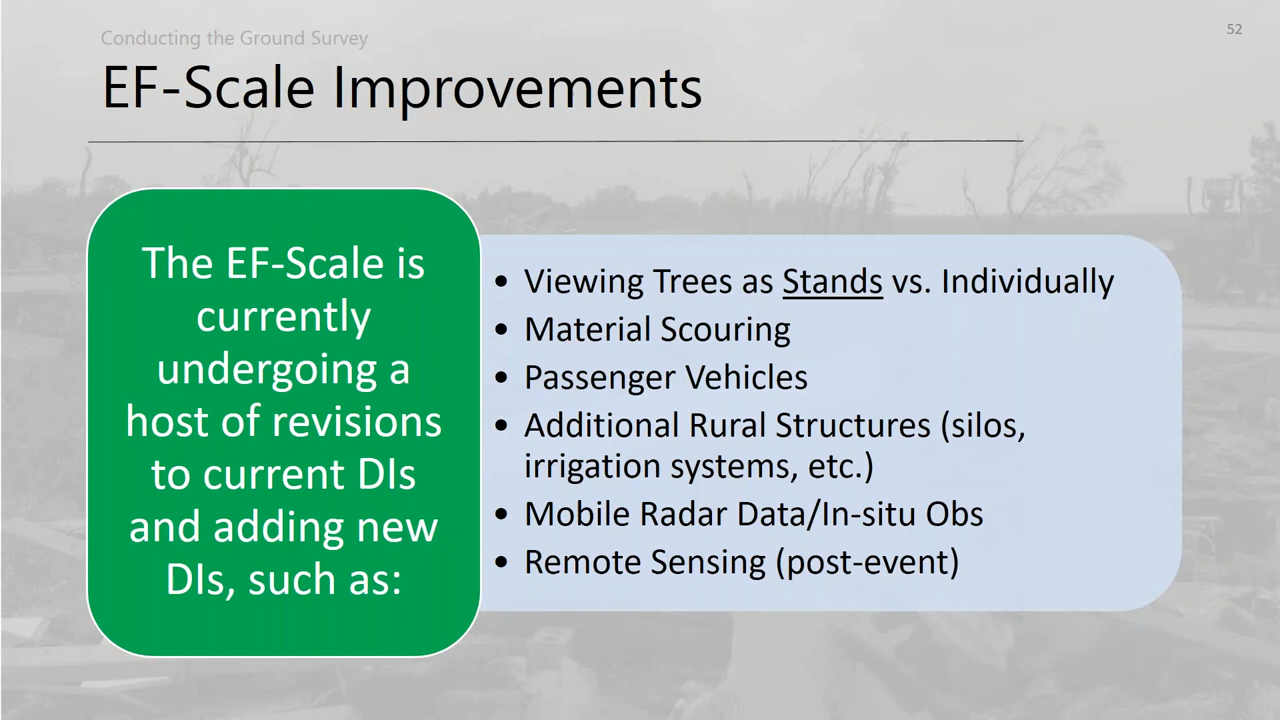 Conducting the Ground Survey
52
EF-Scale Improvements
The EF-Scale is
currently
undergoing a
host of revisions
to current DIs
and adding new
DIs, such as:
• Viewing Trees as Stands vs. Individually
• Material Scouring
• Passenger Vehicles
• Additional Rural Structures (silos,
irrigation systems, etc.)
• Mobile Radar Data/In-situ Obs
• Remote Sensing (post-event)